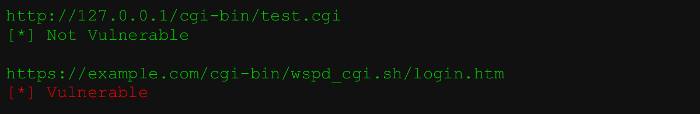 http://127.0.0.1/cgi-bin/test.cgi
[*] Not Vulnerable
https://example.com/cgi-bin/wspd_cgi.sh/login.htm
[*] Vulnerable